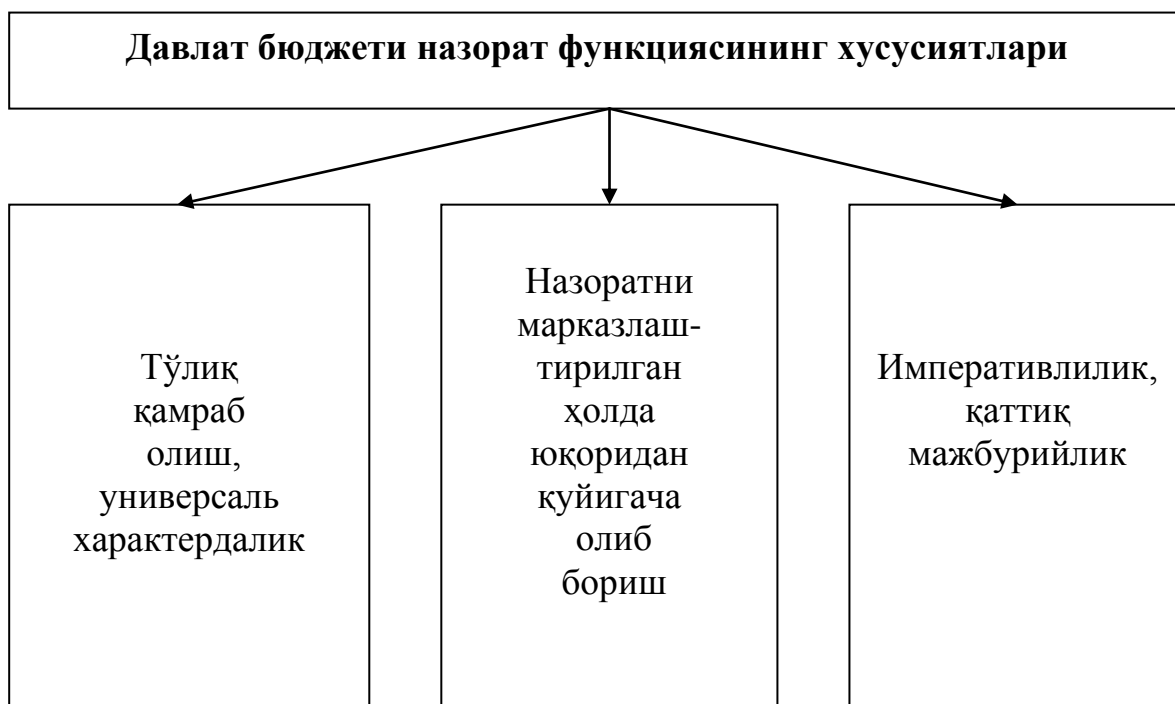 Давлат бюджети назорат функциясининг хусусиятлари
Тўлиқ
қамраб
олиш,
универсаль
характердалик
Назоратни
марказлаш-
тирилган
ҳолда
юқоридан
қуйигача
олиб
бориш
Императивлилик,
қаттиқ
мажбурийлик